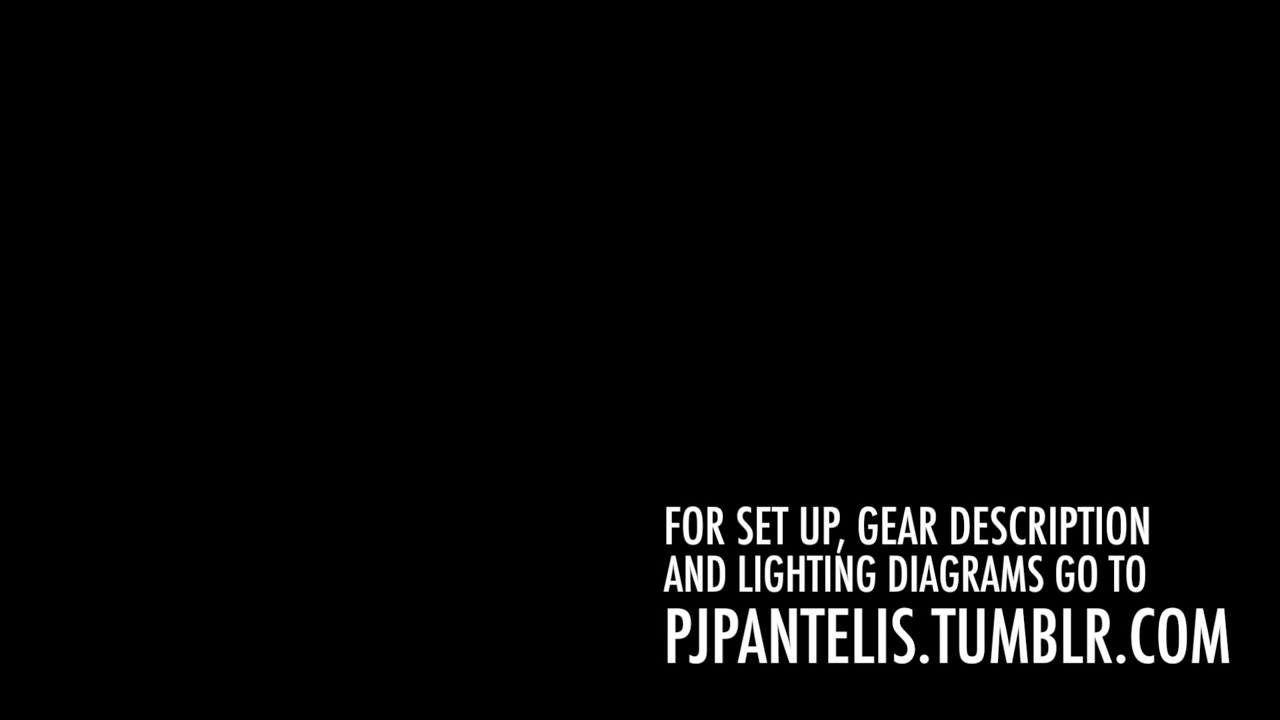 FOR SET UP, GEAR DESCRIPTION
AND LIGHTING DIAGRAMS GO TO
PJPANTELIS.TUMBLR.COM